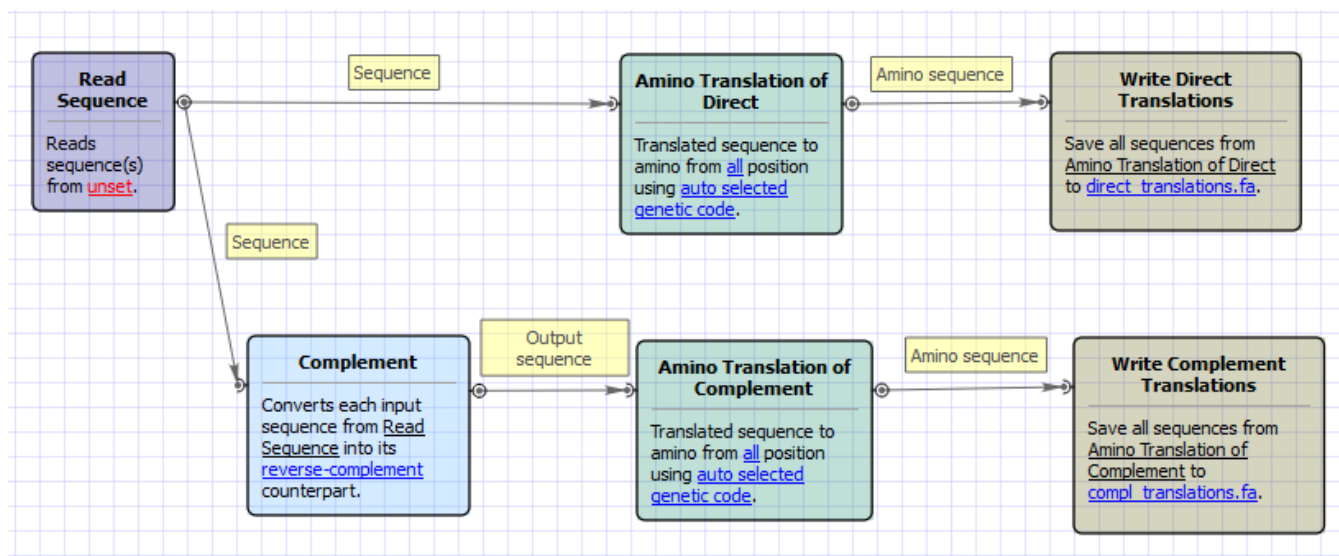 Read
Sequence
Reads
sequence(s)
from unset.
Sequence
Amino Translation of
Direct
Translated sequence to
amino from all position
using auto selected
genetic code.
Amino sequence
Write Direct
Translations
Save all sequences from
Amino Translation of Direct
to direct_translations.fa.
Sequence
Complement
Converts each input
sequence from Read
Sequence into its
reverse-complement
counterpart.
Output
sequence
Amino Translation of
Complement
Translated sequence to
amino from all position
using auto selected
genetic code.
Amino sequence
Write Complement
Translations
Save all sequences from
Amino Translation of
Complement to
compl_translations.fa.